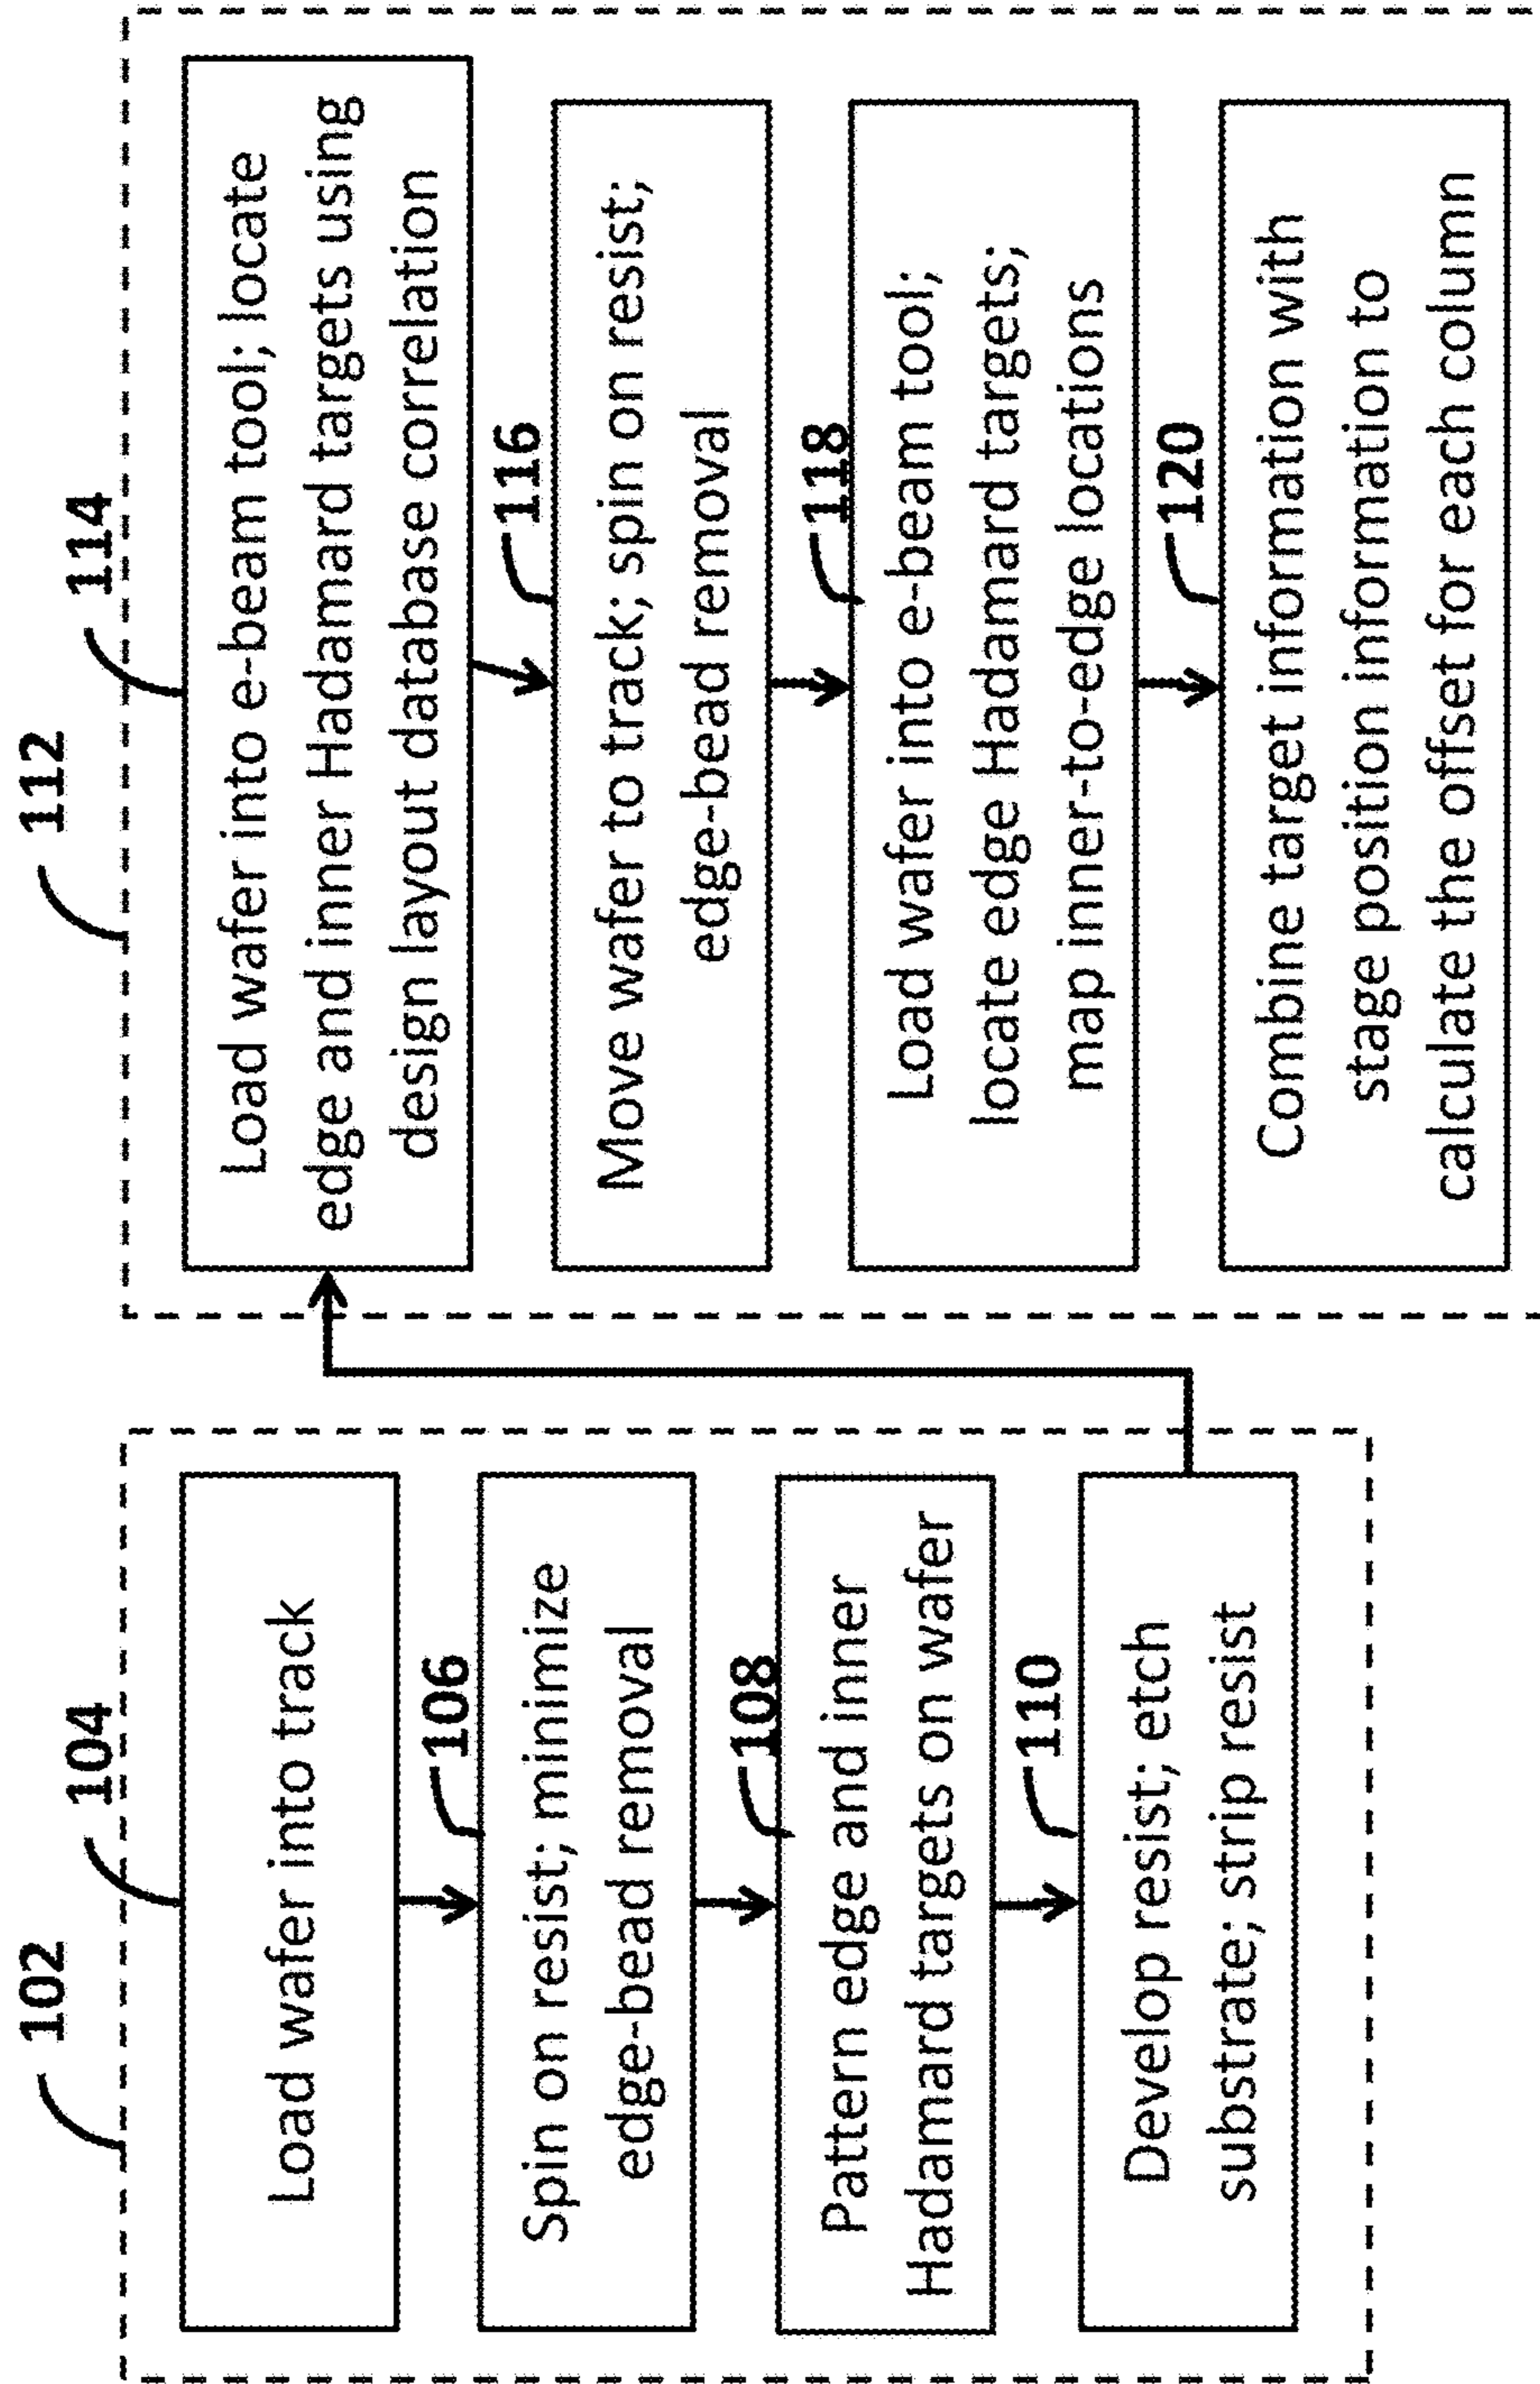 102
104
Load wafer into track
106
Spin on resist; minimize
edge-bead removal
108
Pattern edge and inner
Hadamard targets on wafer
110
Develop resist; etch
substrate; strip resist
112
114
Load wafer into e-beam tool; locate
edge and inner Hadamard targets using
design layout database correlation
116
Move wafer to track; spin on resist;
edge-bead removal
118
Load wafer into e-beam tool;
locate edge Hadamard targets;
map inner-to-edge locations
120
Combine target information with
stage position information to
calculate the offset for each column